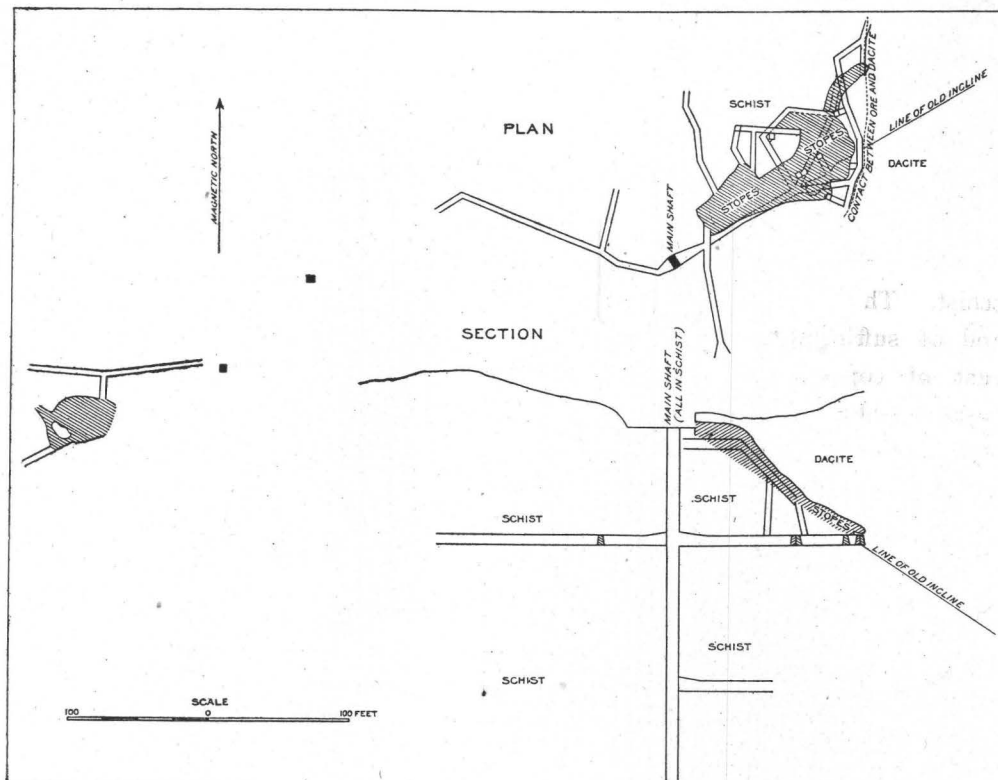 PLAN
MAGNETIC NORTH
SCHIST
STOPES
STOPES
CONTACT BETWEEN ORE AND DACITE
LINE OF OLD INCLINE
DACITE
MAIN SHAFT
SECTION
MAIN SHAFT
(ALL IN SCHIST)
DACITE
SCHIST
SCHIST
STOPES
LINE OF OLD INCLINE
SCHIST
SCHIST
SCALE
100 0 100 FEET